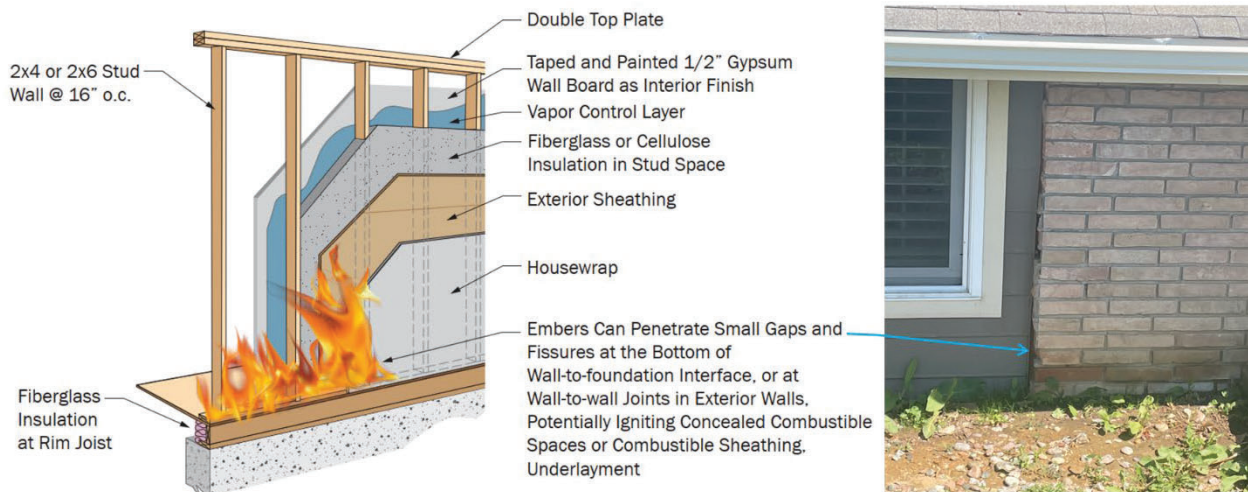 Double Top Plate
2x4 or 2x6 Stud
Wall @ 16" o.c.
Taped and Painted 1/2" Gypsum
Wall Board as Interior Finish
Vapor Control Layer
Fiberglass or Cellulose
Insulation in Stud Space
Exterior Sheathing
Housewrap
Embers Can Penetrate Small Gaps and
Fissures at the Bottom of
Wall-to-foundation Interface, or at
Wall-to-wall Joints in Exterior Walls,
Potentially Igniting Concealed Combustible
Spaces or Combustible Sheathing.
Underlayment
Fiberglass
Insulation
at Rim Joist